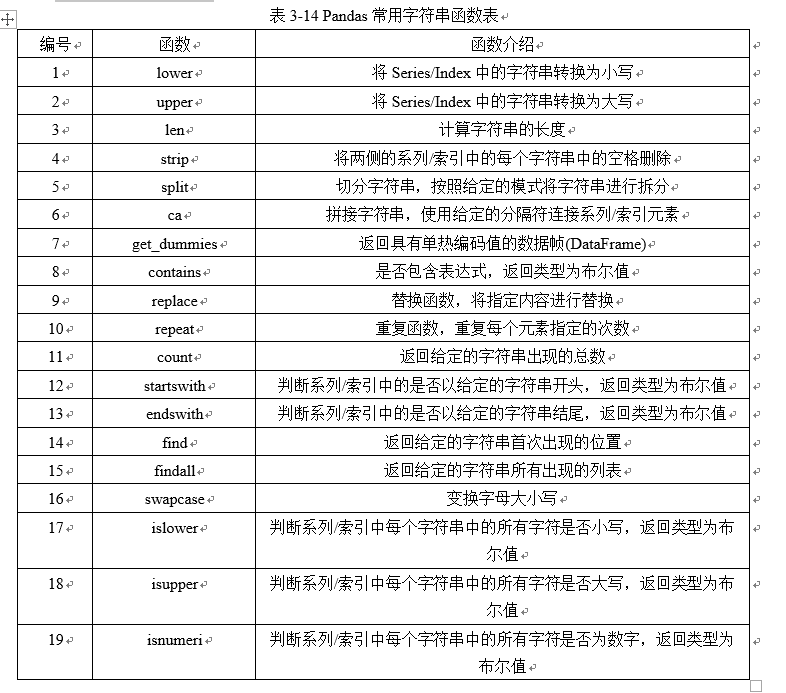 表 3-14 Pandas 常用字符串函数表
编号 函数 函数介绍
1 lower 将 Series/Index 中的字符串转换为小写
2 upper 将 Series/Index 中的字符串转换为大写
3 len 计算字符串的长度
4 strip 将两侧的系列/索引中的每个字符串中的空格删除
5 split 切分字符串，按照给定的模式将字符串进行拆分
6 ca 拼接字符串，使用给定的分隔符连接系列/索引元素
7 get_dummies 返回具有单热编码值的数据帧(DataFrame)
8 contains 是否包含表达式，返回类型为布尔值
9 replace 替换函数，将指定内容进行替换
10 repeat 重复函数，重复每个元素指定的次数
11 count 返回给定的字符串出现的总数
12 startswith 判断系列/索引中的是否以给定的字符串开头，返回类型为布尔值
13 endswith 判断系列/索引中的是否以给定的字符串结尾，返回类型为布尔值
14 find 返回给定的字符串首次出现的位置
15 findall 返回给定的字符串所有出现的列表
16 swapcase 变换字母大小写
17 islower 判断系列/索引中每个字符串中的所有字符是否小写，返回类型为布
尔值
18 isupper 判断系列/索引中每个字符串中的所有字符是否大写，返回类型为布
尔值
19 isnumeri 判断系列/索引中每个字符串中的所有字符是否为数字，返回类型为
布尔值